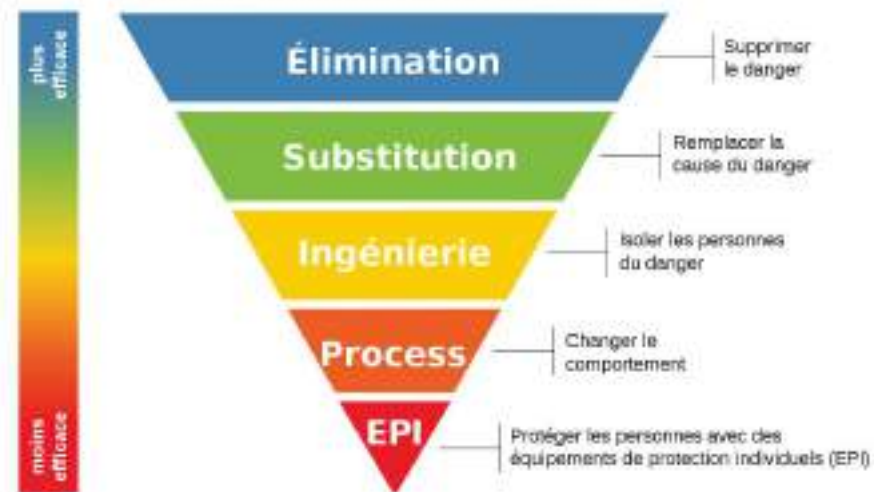 plus
efficace
Élimination
Supprimer
le danger
Substitution
Remplacer la
cause du danger
Ingénierie
Isoler les personnes
du danger
Process
Changer le
comportement
EPI
Protéger les personnes avec des
équipements de protection individuels (EPI)
moins
efficace